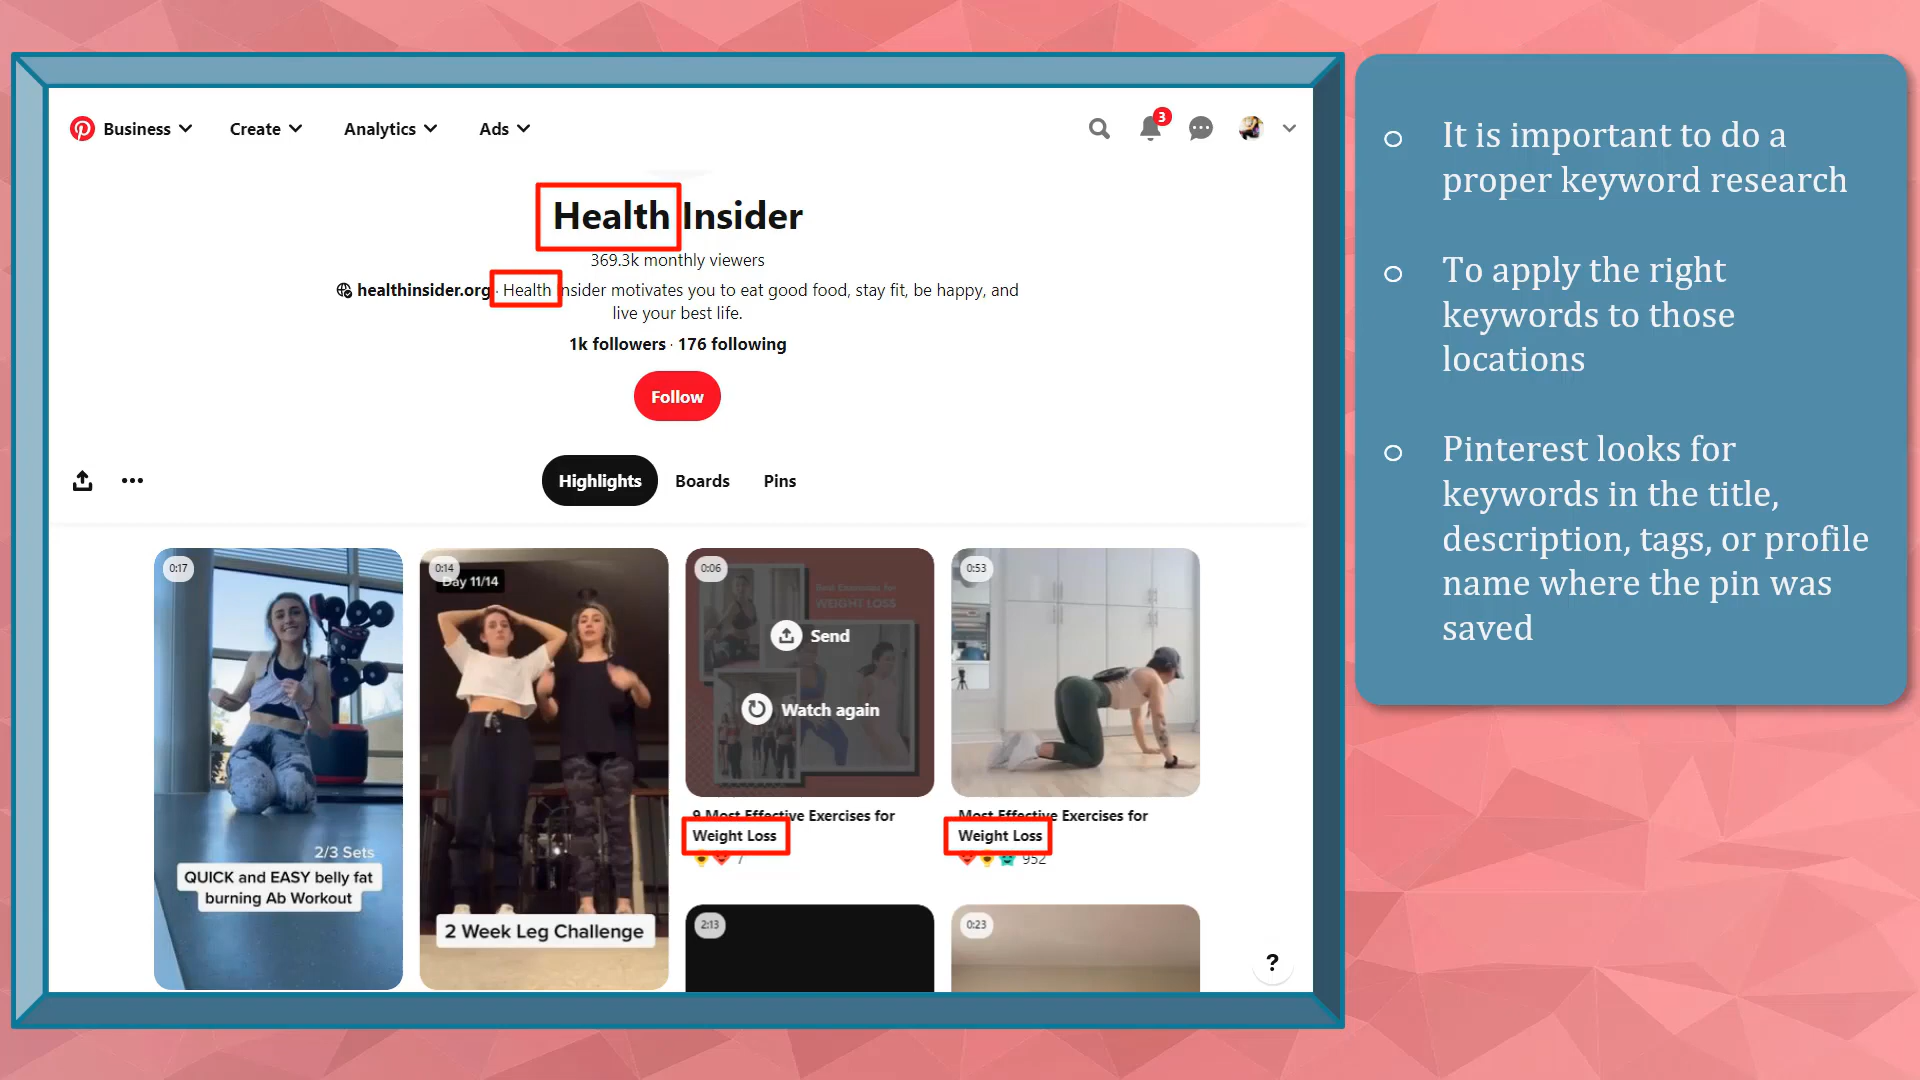 Business
Create
Analytics
Ads
3
Health Insider
369.3k monthly viewers
healthinsider.org · Health Insider motivates you to eat good food, stay fit, be happy, and
live your best life.
1k followers · 176 following
Follow
Highlights
Boards
Pins
0:17
2/3 Sets
QUICK and EASY belly fat
burning Ab Workout
0:14
Day 11/14
2 Week Leg Challenge
0:06
Best Exercises for
WEIGHT LOSS
Send
Watch again
9 Most Effective Exercises for
Weight Loss
7
0:53
Most Effective Exercises for
Weight Loss
952
2:13
0:23
?
o It is important to do a
proper keyword research
o To apply the right
keywords to those
locations
o Pinterest looks for
keywords in the title,
description, tags, or profile
name where the pin was
saved